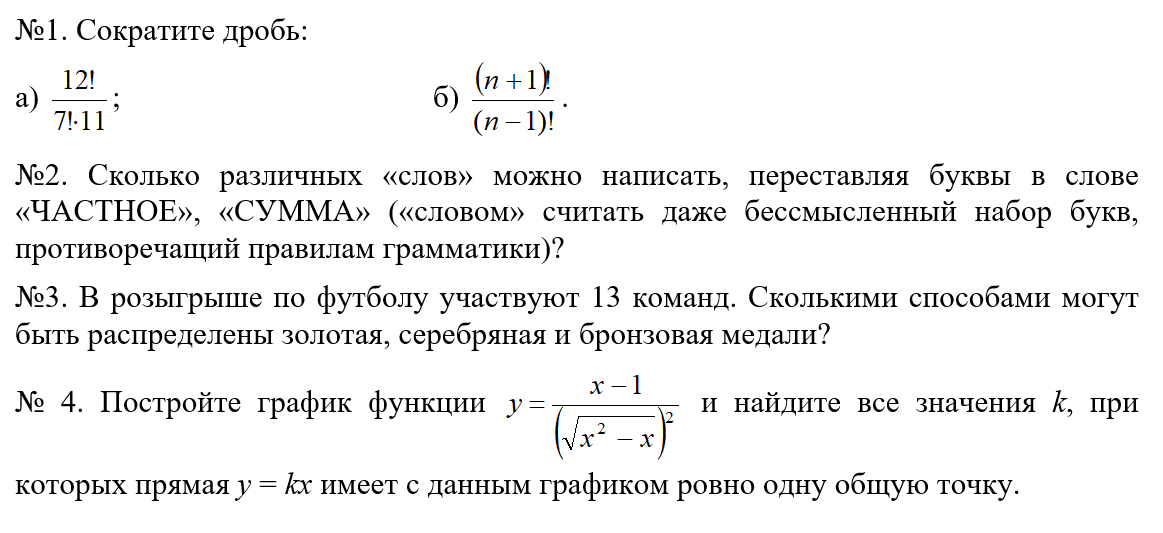 №1. Сократите дробь:
а) 12!/(7!·11) ; б) (n+1)!/(n−1)! .
№2. Сколько различных «слов» можно написать, переставляя буквы в слове
«ЧАСТНОЕ», «СУММА» («словом» считать даже бессмысленный набор букв,
противоречащий правилам грамматики)?
№3. В розыгрыше по футболу участвуют 13 команд. Сколькими способами могут
быть распределены золотая, серебряная и бронзовая медали?
№ 4. Постройте график функции y = (x−1)/(√(x²−x))² и найдите все значения k, при
которых прямая y = kx имеет с данным графиком ровно одну общую точку.